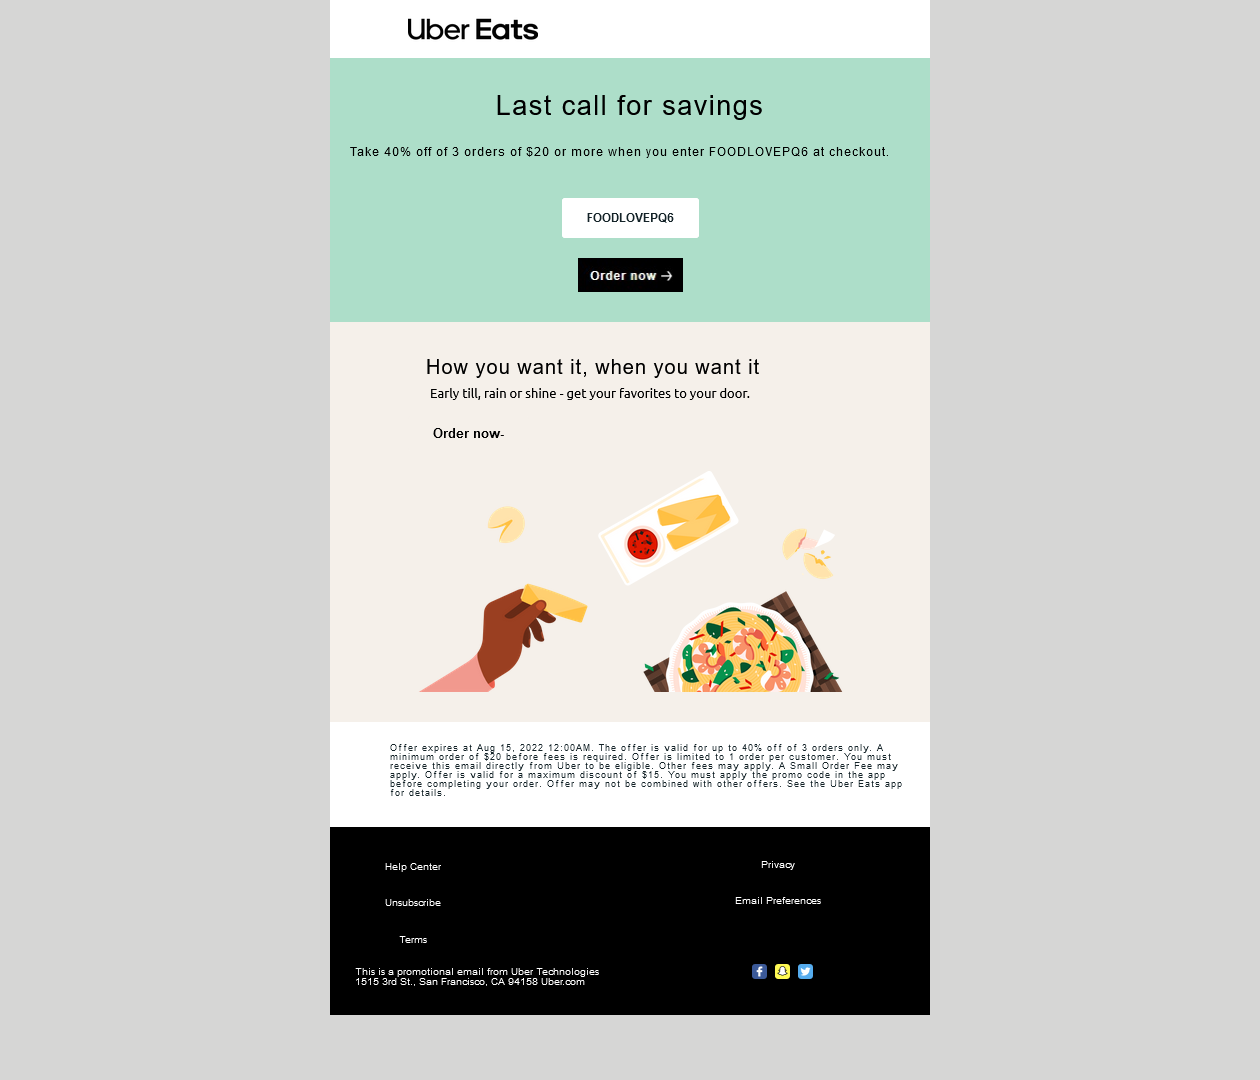 Uber Eats
Last call for savings
Take 40% off of 3 orders of $20 or more when you enter FOODLOVEPQ6 at checkout.
FOODLOVEPQ6
Order now →
How you want it, when you want it
Early till, rain or shine - get your favorites to your door.
Order now-
Offer expires at Aug 15, 2022 12:00AM. The offer is valid for up to 40% off of 3 orders only. A
minimum order of $20 before fees is required. Offer is limited to 1 order per customer. You must
receive this email directly from Uber to be eligible. Other fees may apply. A Small Order Fee may
apply. Offer is valid for a maximum discount of $15. You must apply the promo code in the app
before completing your order. Offer may not be combined with other offers. See the Uber Eats app
for details.
Help Center
Privacy
Unsubscribe
Email Preferences
Terms
This is a promotional email from Uber Technologies
1515 3rd St., San Francisco, CA 94158 Uber.com